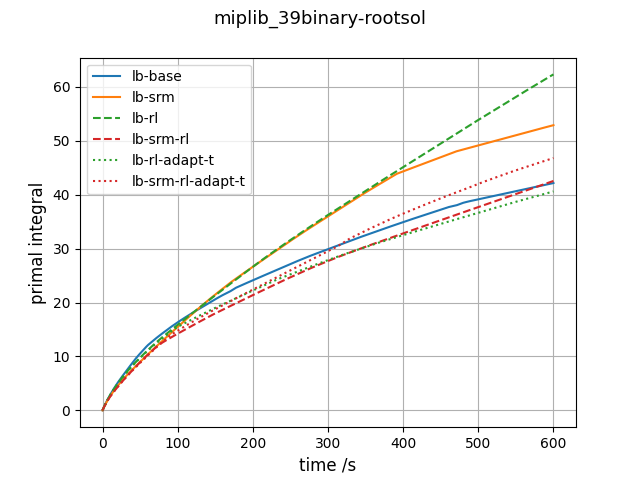 miplib_39binary-rootsol
lb-base
lb-srm
lb-rl
lb-srm-rl
lb-rl-adapt-t
lb-srm-rl-adapt-t
primal integral
60
50
40
30
20
10
0
0 100 200 300 400 500 600
time /s